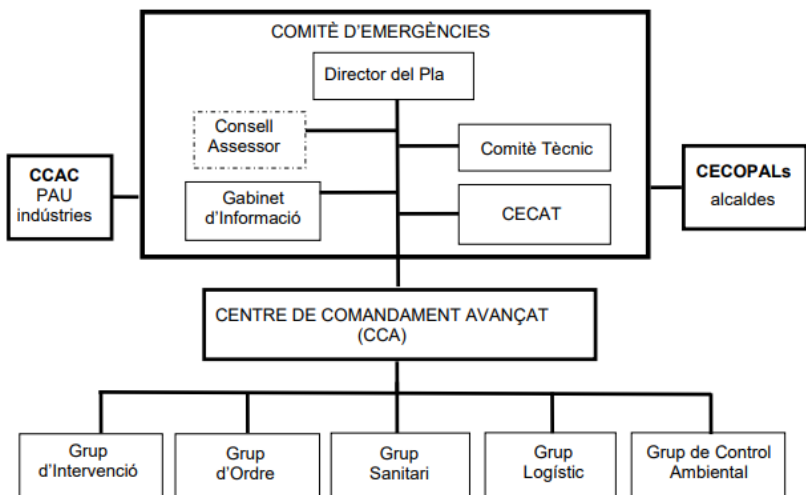 COMITÈ D'EMERGÈNCIES
Director del Pla
Consell
Assessor
Comitè Tècnic
CCAC
PAU
indústries
CECOPALs
alcaldes
Gabinet
d'Informació
CECAT
CENTRE DE COMANDAMENT AVANÇAT
(CCA)
Grup
d'Intervenció
Grup
d'Ordre
Grup
Sanitari
Grup
Logístic
Grup de Control
Ambiental